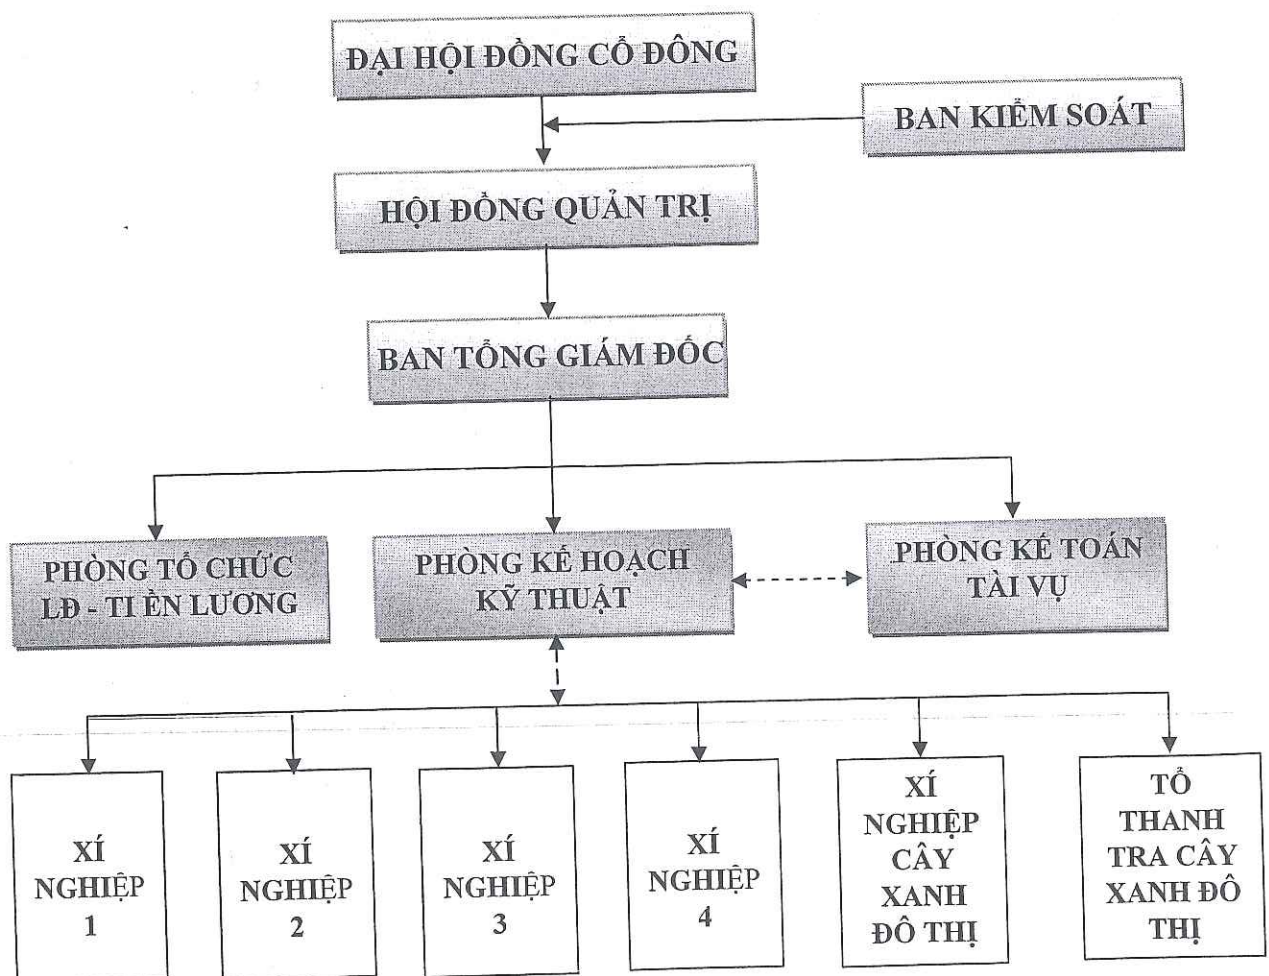 ĐẠI HỘI ĐỒNG CỔ ĐÔNG
BAN KIỂM SOÁT
HỘI ĐỒNG QUẢN TRỊ
BAN TỔNG GIÁM ĐỐC
PHÒNG TỔ CHỨC
LĐ - TI ỀN LƯƠNG
PHÒNG KẾ HOẠCH
KỸ THUẬT
PHÒNG KẾ TOÁN
TÀI VỤ
XÍ
NGHIỆP
1
XÍ
NGHIỆP
2
XÍ
NGHIỆP
3
XÍ
NGHIỆP
4
XÍ
NGHIỆP
CÂY
XANH
ĐÔ THỊ
TỔ
THANH
TRA CÂY
XANH ĐÔ
THỊ